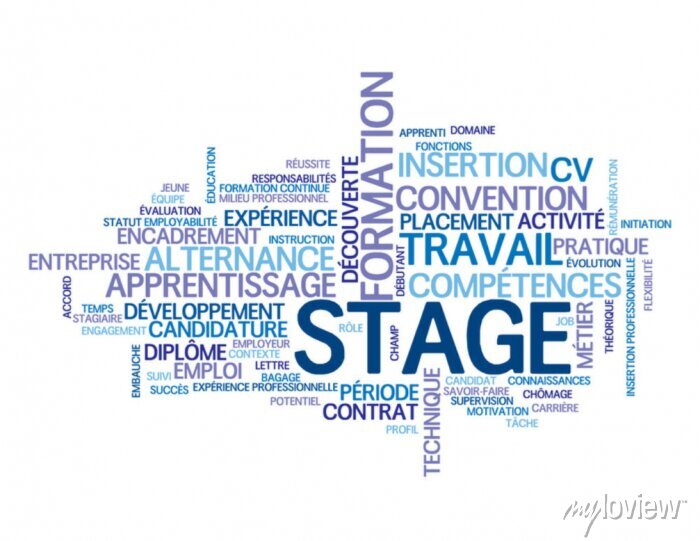 FORMATION
APPRENTI
DOMAINE
FONCTIONS
INSERTION
CV
RÉUSSITE
RESPONSABILITÉS
DÉCOUVERTE
ÉDUCATION
JEUNE
FORMATION CONTINUE
ÉQUIPE
MILIEU PROFESSIONNEL
CONVENTION
RÉMUNÉRATION
ÉVALUATION
EXPÉRIENCE
STATUT
EMPLOYABILITÉ
PLACEMENT
ACTIVITÉ
INITIATION
ENCADREMENT
INSTRUCTION
TRAVAIL
PRATIQUE
ENTREPRISE
ALTERNANCE
DÉBUTANT
ÉVOLUTION
ACCORD
APPRENTISSAGE
COMPÉTENCES
INSERTION PROFESSIONNELLE
FLEXIBILITÉ
TEMPS
DÉVELOPPEMENT
STAGE
STAGIAIRE
ENGAGEMENT
CANDIDATURE
RÔLE
CHAMP
JOB
MÉTIER
THÉORIQUE
EMPLOYEUR
EMBAUCHE
DIPLÔME
CONTEXTE
LETTRE
SUIVI
EMPLOI
BAGAGE
SUCCÈS
EXPÉRIENCE PROFESSIONNELLE
PÉRIODE
TECHNIQUE
CANDIDAT
CONNAISSANCES
SAVOIR-FAIRE
CHÔMAGE
POTENTIEL
CONTRAT
SUPERVISION
MOTIVATION
CARRIÈRE
PROFIL
TÂCHE
myloview